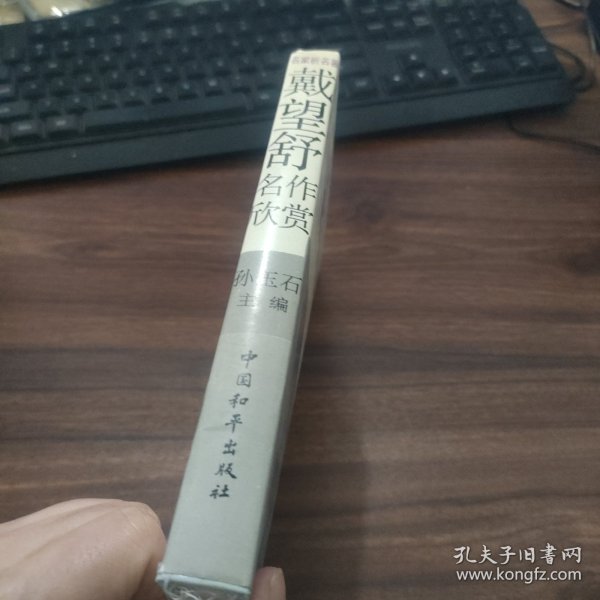 名家析名著
戴望舒
名作
欣赏
孙玉石
主编
中国和平出版社
孔夫子旧书网
www.kongfz.com